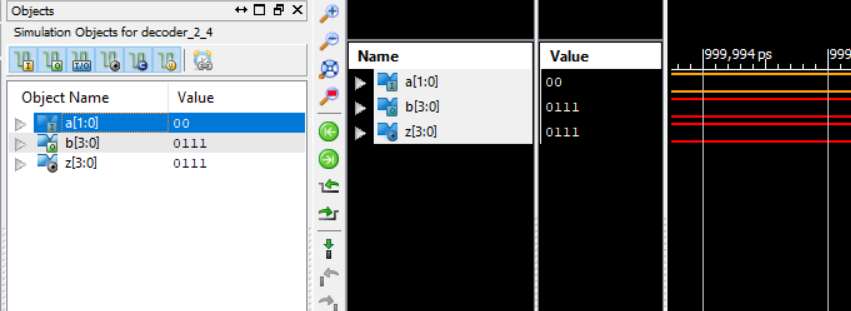 Objects
Simulation Objects for decoder_2_4
Object Name Value
a[1:0] 00
b[3:0] 0111
z[3:0] 0111
Name Value
a[1:0] 00
b[3:0] 0111
z[3:0] 0111
999,994 ps 999